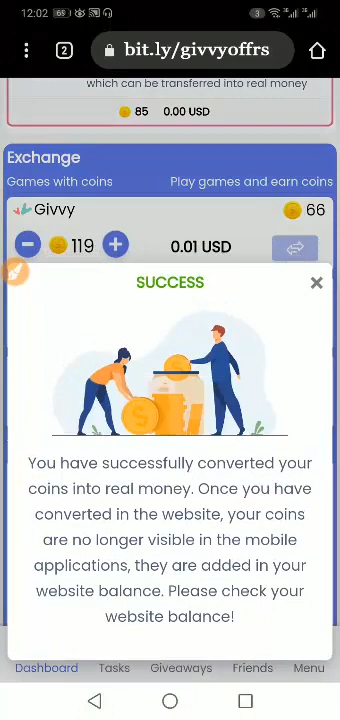 12:02
65
3
2
bit.ly/givvyoffrs
which can be transferred into real money
85 0.00 USD
Exchange
Games with coins Play games and earn coins
Givvy 66
119 0.01 USD
SUCCESS
You have successfully converted your
coins into real money. Once you have
converted in the website, your coins
are no longer visible in the mobile
applications, they are added in your
website balance. Please check your
website balance!
Dashboard Tasks Giveaways Friends Menu